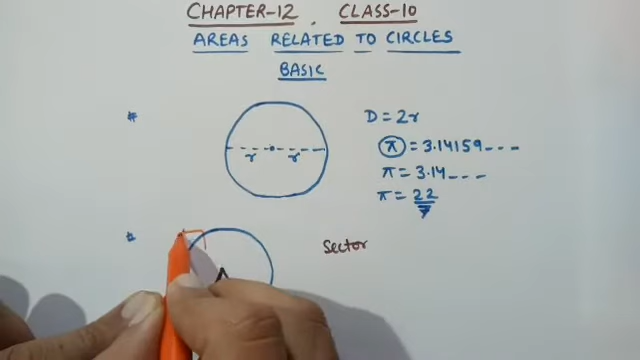 CHAPTER-12, CLASS-10
AREAS RELATED TO CIRCLES
BASIC
* D = 2r
r r
π = 3.14159---
π = 3.14---
π = 22/7
* Sector